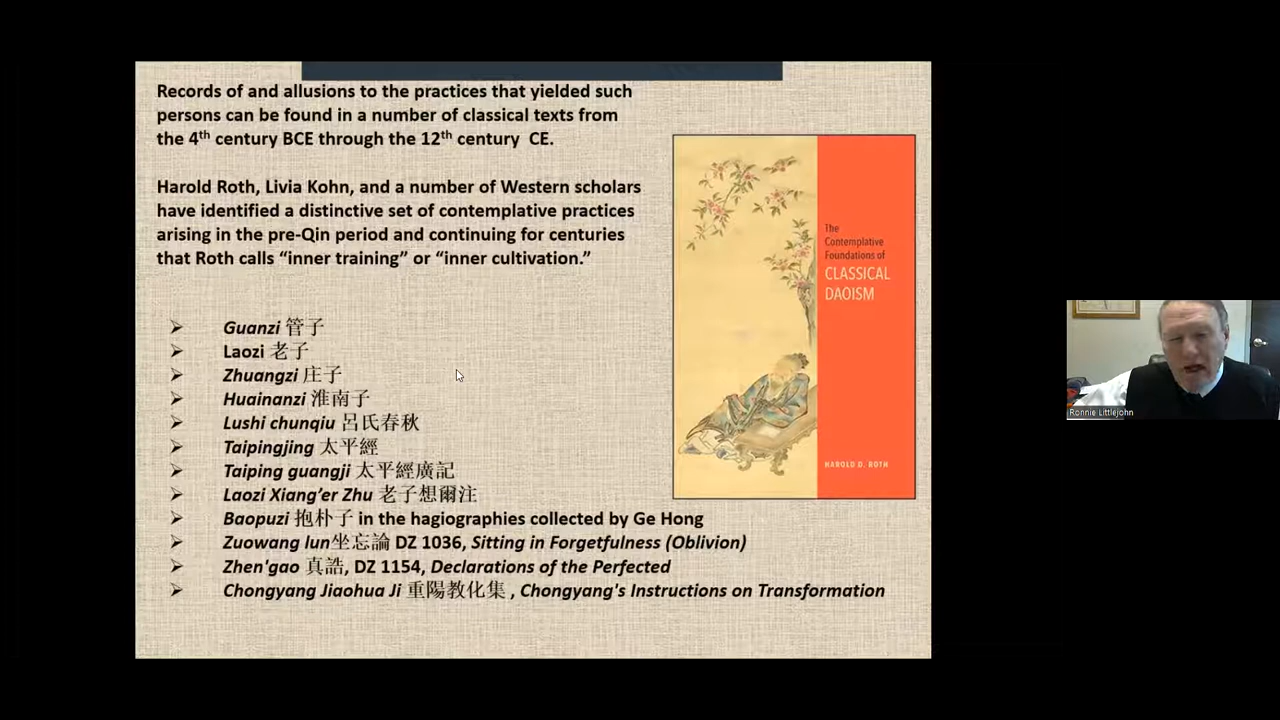 Records of and allusions to the practices that yielded such
persons can be found in a number of classical texts from
the 4th century BCE through the 12th century CE.
Harold Roth, Livia Kohn, and a number of Western scholars
have identified a distinctive set of contemplative practices
arising in the pre-Qin period and continuing for centuries
that Roth calls “inner training” or “inner cultivation.”
Guanzi 管子
Laozi 老子
Zhuangzi 庄子
Huainanzi 淮南子
Lushi chunqiu 呂氏春秋
Taipingjing 太平經
Taiping guangji 太平經廣記
Laozi Xiang’er Zhu 老子想爾注
Baopuzi 抱朴子 in the hagiographies collected by Ge Hong
Zuowang lun坐忘論 DZ 1036, Sitting in Forgetfulness (Oblivion)
Zhen'gao 真誥, DZ 1154, Declarations of the Perfected
Chongyang Jiaohua Ji 重陽教化集 , Chongyang's Instructions on Transformation
The
Contemplative
Foundations of
CLASSICAL
DAOISM
HAROLD D. ROTH
Ronnie Littlejohn